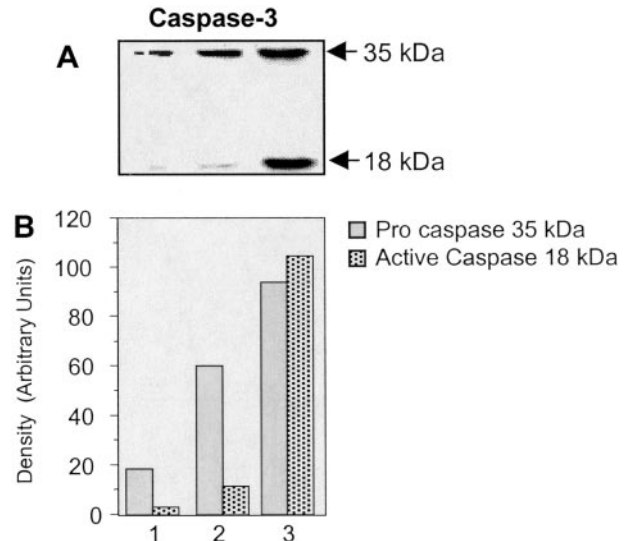 Caspase-3
A
35 kDa
18 kDa
B
120
100
80
60
40
20
0
Density (Arbitrary Units)
Pro caspase 35 kDa
Active Caspase 18 kDa
1 2 3